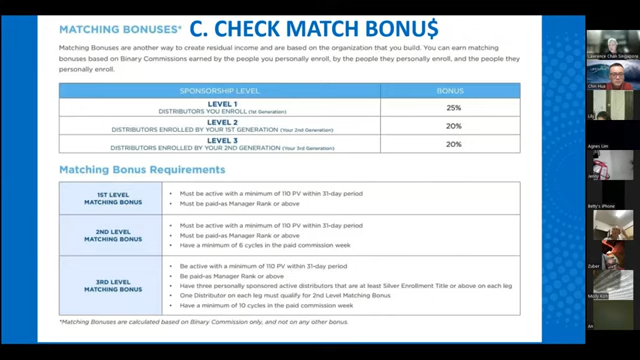 MATCHING BONUSES* C. CHECK MATCH BONU$
Matching Bonuses are another way to create residual income and are based on the organization that you build. You can earn matching
bonuses based on Binary Commissions earned by the people you personally enroll, by the people they personally enroll, and the people they
personally enroll.
SPONSORSHIP LEVEL BONUS
LEVEL 1
DISTRIBUTORS YOU ENROLL (1st Generation) 25%
LEVEL 2
DISTRIBUTORS ENROLLED BY YOUR 1ST GENERATION (Your 2nd Generation) 20%
LEVEL 3
DISTRIBUTORS ENROLLED BY YOUR 2ND GENERATION (Your 3rd Generation) 20%
Matching Bonus Requirements
1ST LEVEL
MATCHING BONUS
• Must be active with a minimum of 110 PV within 31-day period
• Must be paid-as Manager Rank or above
2ND LEVEL
MATCHING BONUS
• Must be active with a minimum of 110 PV within 31-day period
• Must be paid-as Manager Rank or above
• Have a minimum of 6 cycles in the paid commission week
3RD LEVEL
MATCHING BONUS
• Be active with a minimum of 110 PV within 31-day period
• Be paid-as Manager Rank or above
• Have three personally sponsored active distributors that are at least Silver Enrollment Title or above on each leg
• One Distributor on each leg must qualify for 2nd Level Matching Bonus
• Have a minimum of 10 cycles in the paid commission week
*Matching Bonuses are calculated based on Binary Commission only, and not on any other bonus.
Lawrence Chan Singapore
Chin Hua
Lily
Agnes Lim
Jenny
Betty's iPhone
Zuber